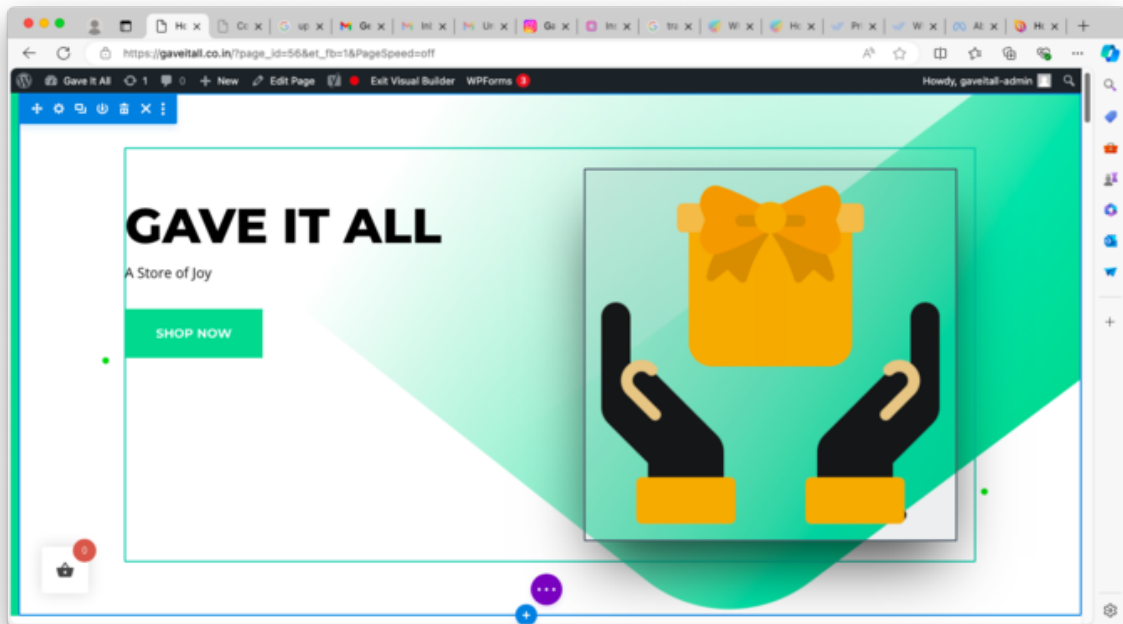 https://gaveitall.co.in/?page_id=56&et_fb=1&PageSpeed=off
Gave It All 1 0 New Edit Page Exit Visual Builder WPForms 3 Howdy, gaveitall-admin
GAVE IT ALL
A Store of Joy
SHOP NOW
0